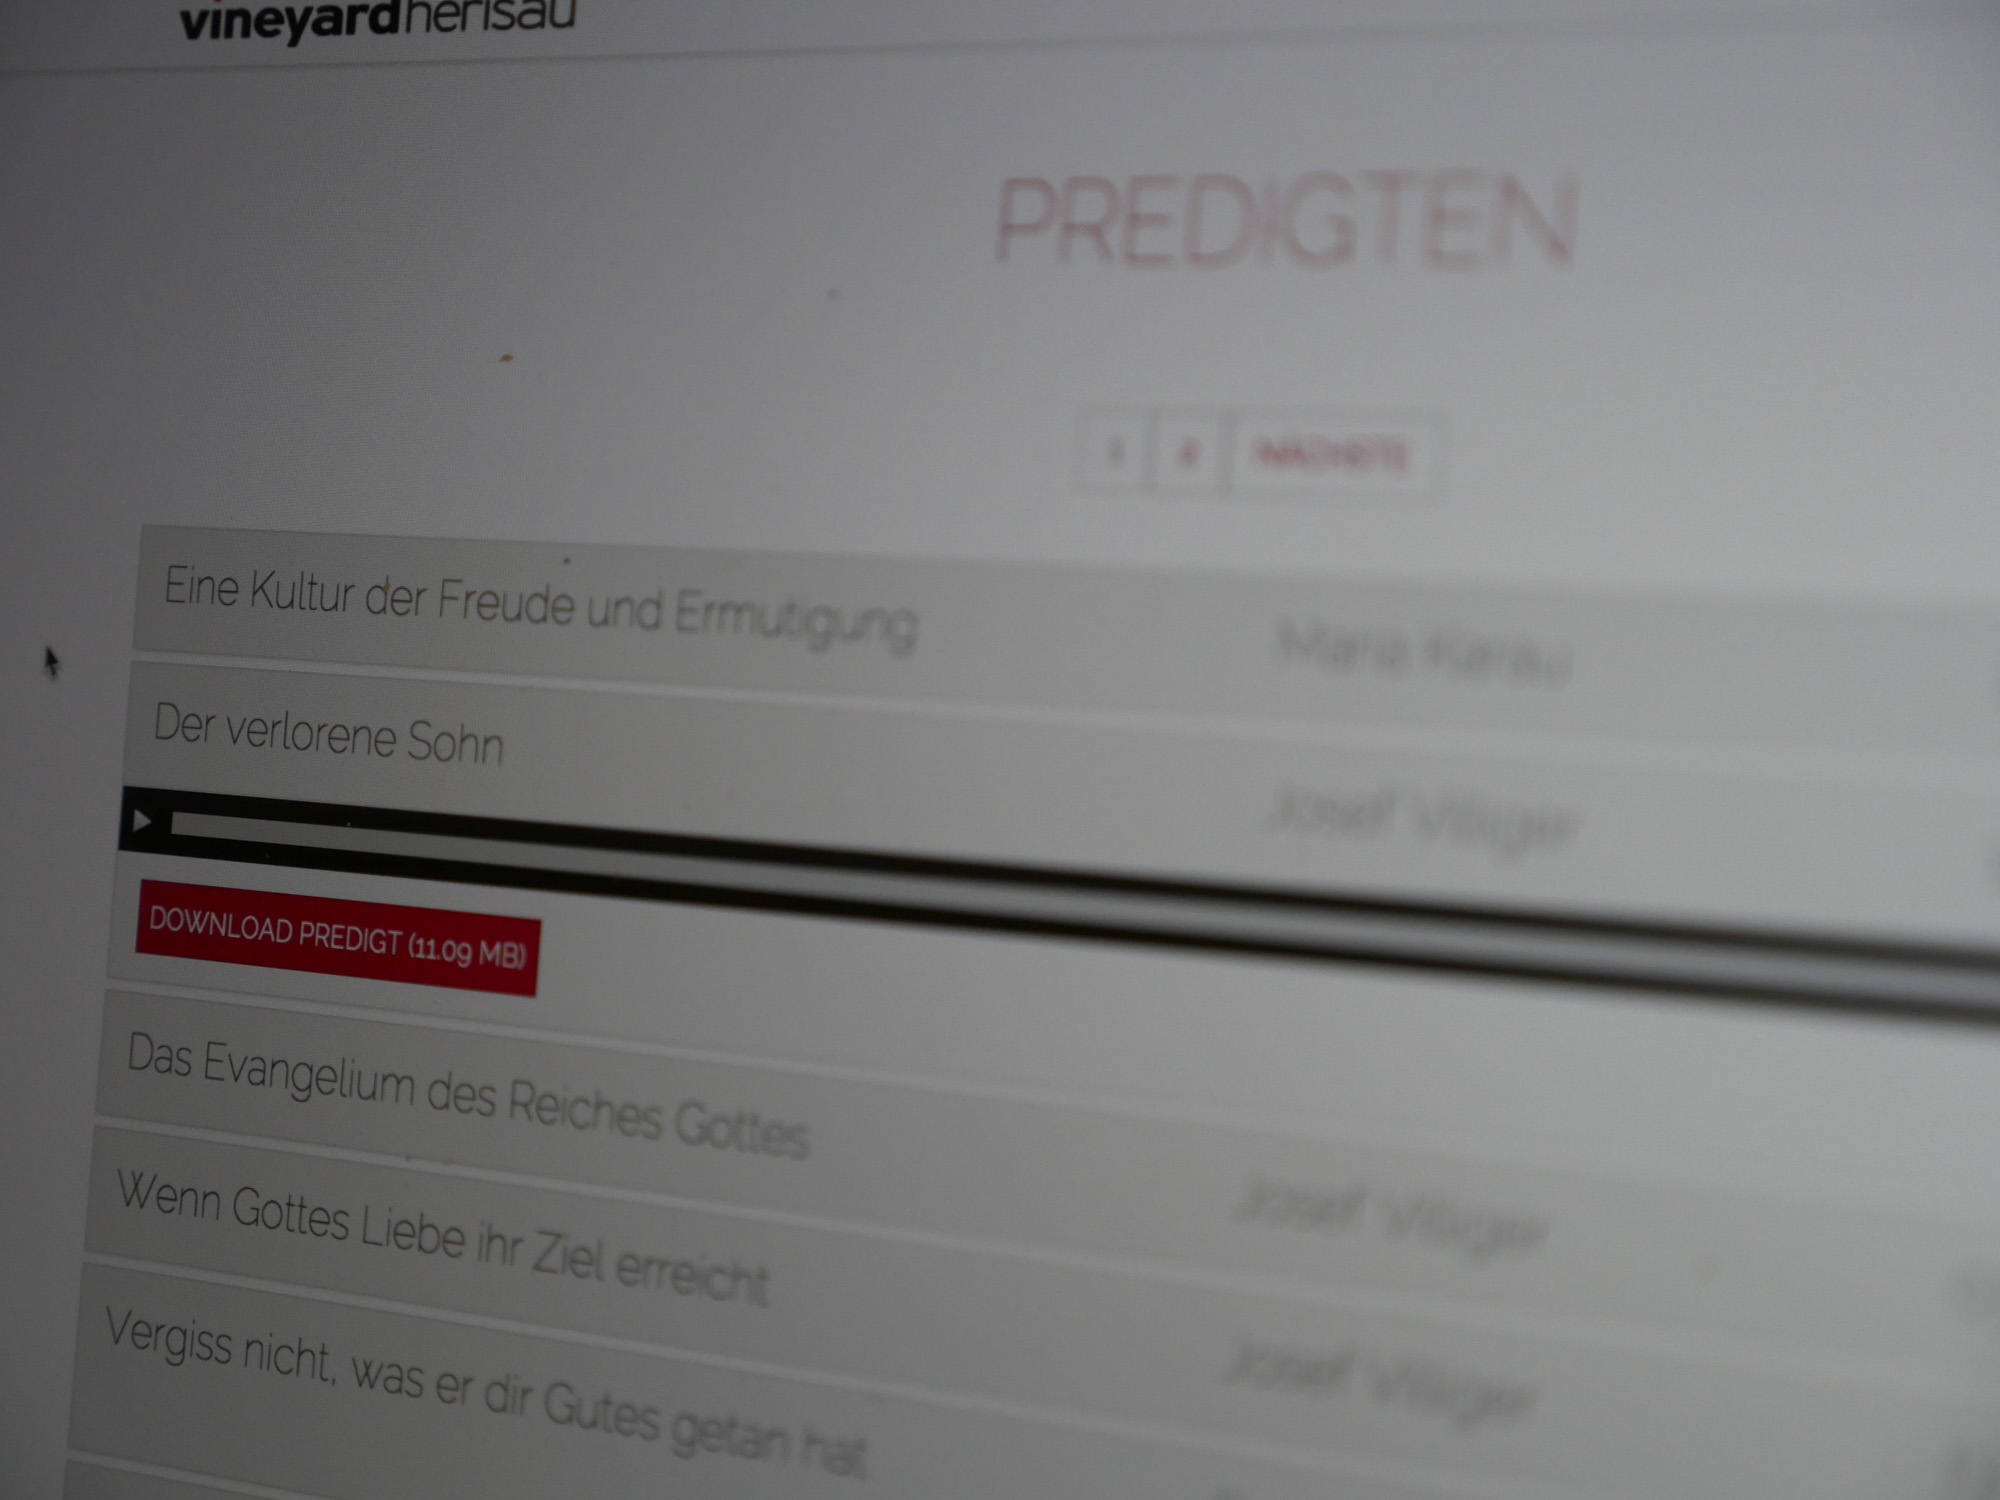 vineyardherisau
PREDIGTEN
1 2 NÄCHSTE
Eine Kultur der Freude und Ermutigung Maria
Der verlorene Sohn Josef Villiger
DOWNLOAD PREDIGT (11.09 MB)
Das Evangelium des Reiches Gottes Josef Villiger
Wenn Gottes Liebe ihr Ziel erreicht Josef Villiger
Vergiss nicht, was er dir Gutes getan hat